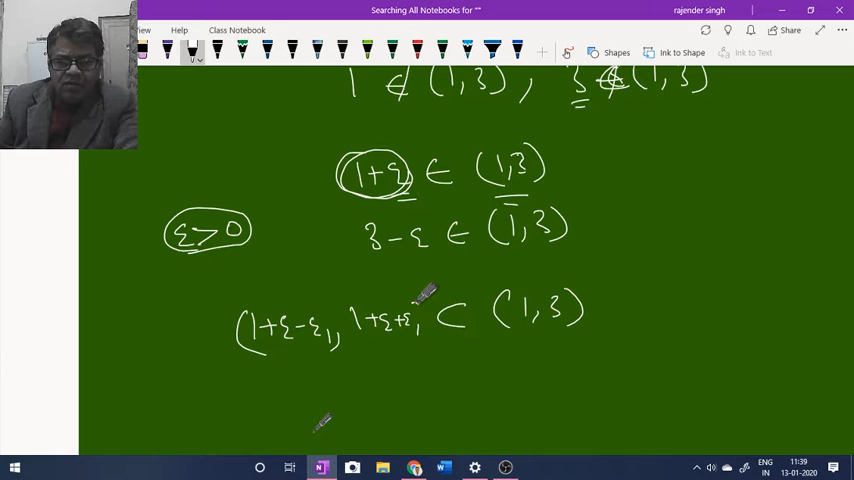 Searching All Notebooks for ""
rajender singh
View Help Class Notebook Share
Shapes Ink to Shape Ink to Text
1 ∉ (1,3), 3 ∉ (1,3)
1+ε ∈ (1,3)
ε > 0
3-ε ∈ (1,3)
(1+ε-ε₁, 1+ε+ε₁ ⊂ (1,3)
ENG 11:39
IN 13-01-2020